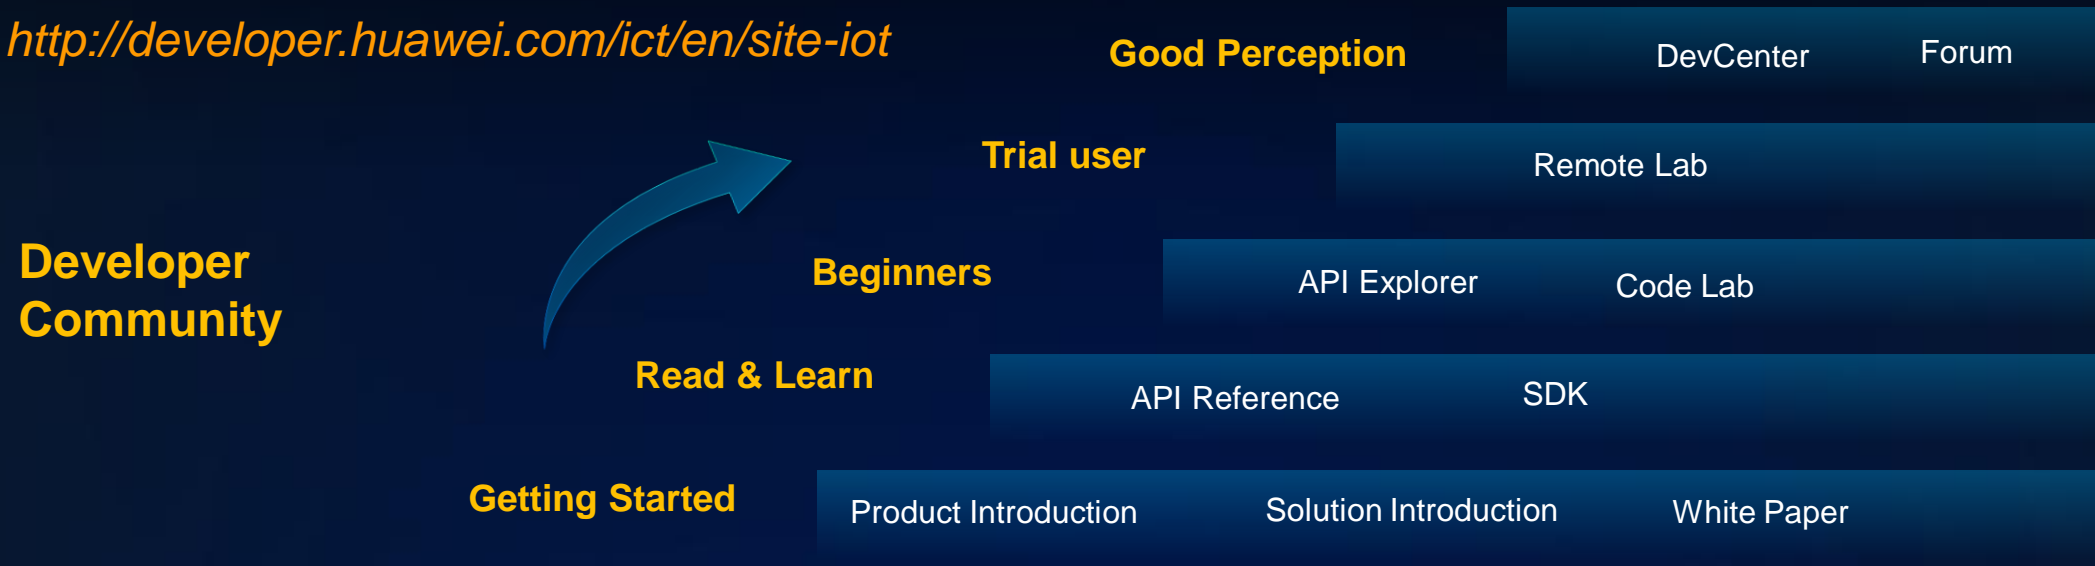 http://developer.huawei.com/ict/en/site-iot
Good Perception
DevCenter
Forum
Trial user
Remote Lab
Developer
Community
Beginners
API Explorer
Code Lab
Read & Learn
API Reference
SDK
Getting Started
Product Introduction
Solution Introduction
White Paper